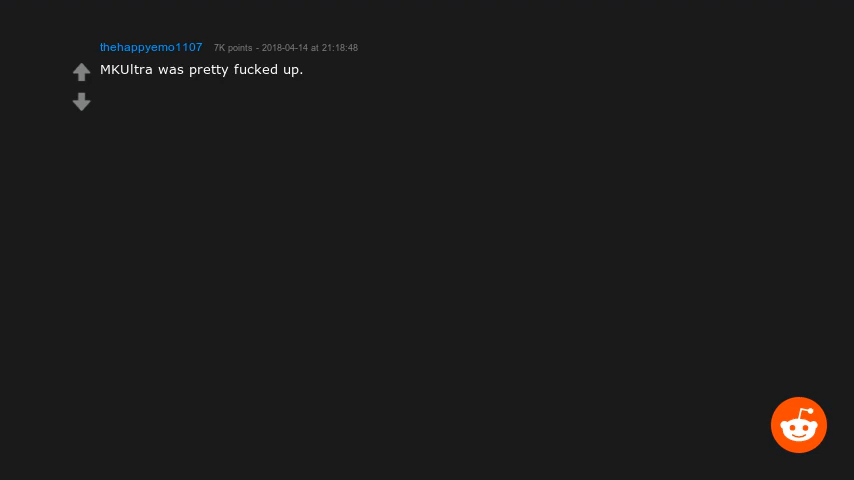 thehappyemo1107 7K points - 2018-04-14 at 21:18:48
MKUltra was pretty fucked up.